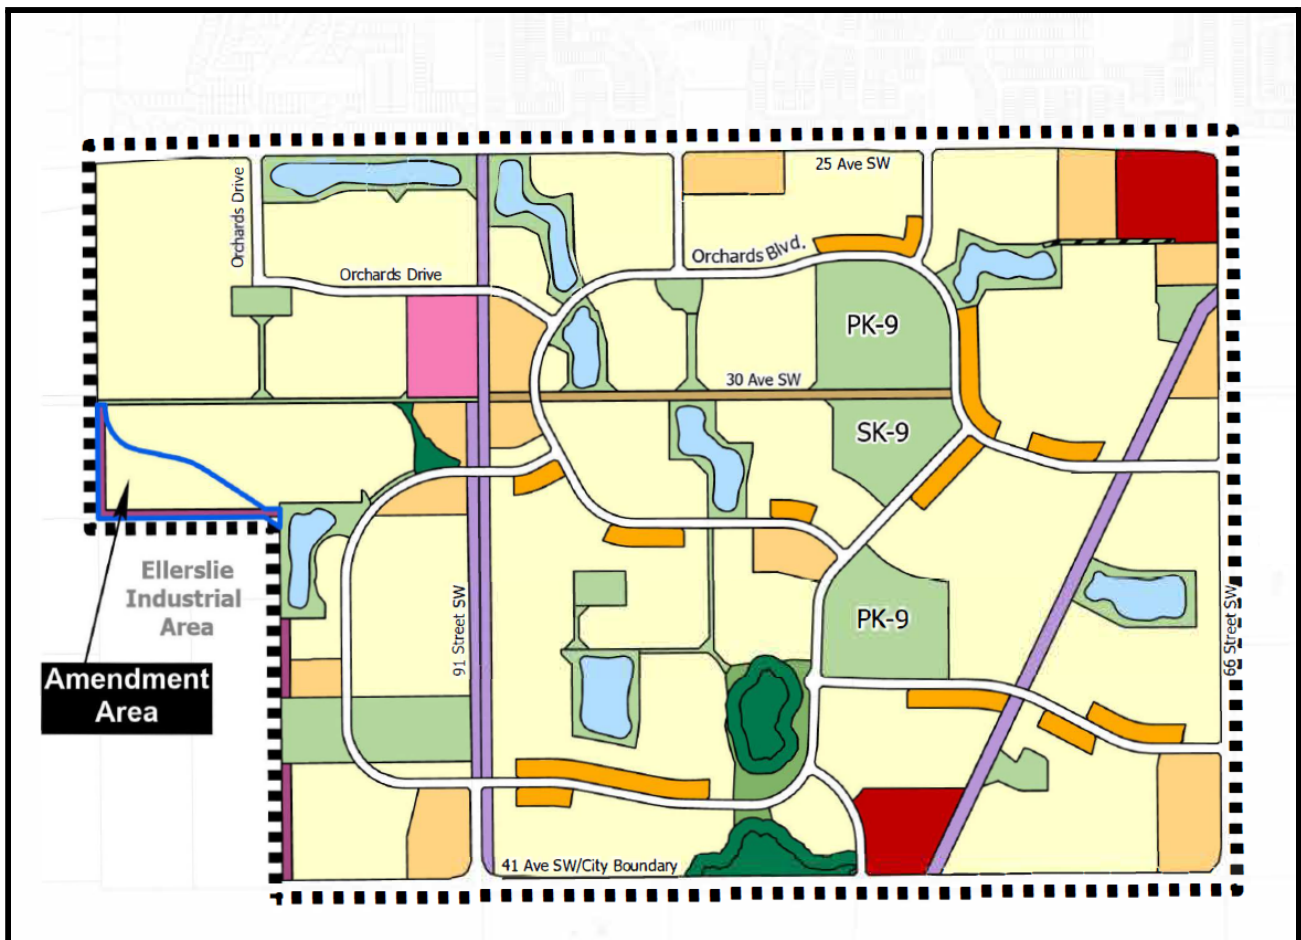 25 Ave SW
Orchards Drive
Orchards Blvd.
Orchards Drive
PK-9
30 Ave SW
SK-9
Ellerslie
Industrial
Area
91 Street SW
PK-9
66 Street SW
Amendment
Area
41 Ave SW/City Boundary